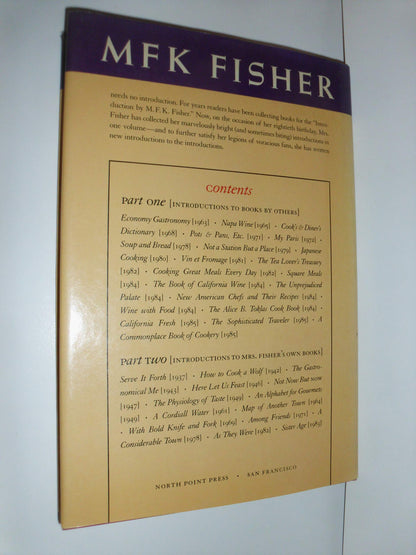 MFK FISHER
needs no introduction. For years readers have been collecting books for the "Intro-
duction by M.F.K. Fisher." Now, on the occasion of her eightieth birthday, Mrs.
Fisher has collected her marvelously bright (and sometimes biting) introductions in
one volume—and to further satisfy her legions of voracious fans, she has written
new introductions to the introductions.
Contents
Part One [INTRODUCTIONS TO BOOKS BY OTHERS]
Economy Gastronomy [1963] · Napa Wine [1965] · Cook's & Diner's
Dictionary [1968] · Pots & Pans, Etc. [1971] · My Paris [1972] ·
Soup and Bread [1978] · Not a Station But a Place [1979] · Japanese
Cooking [1980] · Vin et Fromage [1981] · The Tea Lover's Treasury
[1982] · Cooking Great Meals Every Day [1982] · Square Meals
[1984] · The Book of California Wine [1984] · The Unprejudiced
Palate [1984] · New American Chefs and Their Recipes [1984] ·
Wine with Food [1984] · The Alice B. Toklas Cook Book [1984] ·
California Fresh [1985] · The Sophisticated Traveler [1985] · A
Commonplace Book of Cookery [1985]
Part Two [INTRODUCTIONS TO MRS. FISHER'S OWN BOOKS]
Serve It Forth [1937] · How to Cook a Wolf [1942] · The Gastro-
nomical Me [1943] · Here Let Us Feast [1946] · Not Now But NOW
[1947] · The Physiology of Taste [1949] · An Alphabet for Gourmets
[1949] · A Cordiall Water [1961] · Map of Another Town [1964]
· With Bold Knife and Fork [1969] · Among Friends [1971] · A
Considerable Town [1978] · As They Were [1982] · Sister Age [1983]
NORTH POINT PRESS · SAN FRANCISCO